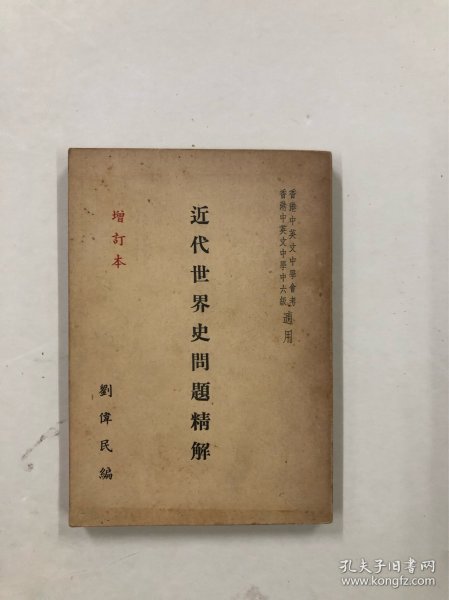 香港中英文中學會考
香港中英文中學中六級
適用
近代世界史問題精解
增訂本
劉偉民編
孔夫子旧书网
www.kongfz.com